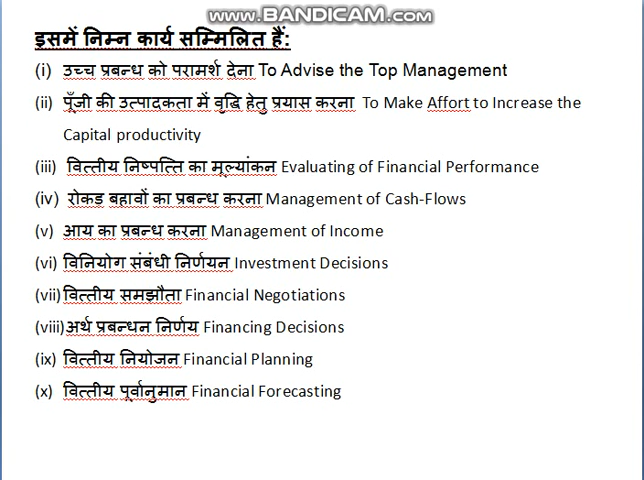 www.BANDICAM.com
इसमें निम्न कार्य सम्मिलित हैं:
(i) उच्च प्रबन्ध को परामर्श देना To Advise the Top Management
(ii) पूँजी की उत्पादकता में वृद्धि हेतु प्रयास करना To Make Affort to Increase the
Capital productivity
(iii) वित्तीय निष्पत्ति का मूल्यांकन Evaluating of Financial Performance
(iv) रोकड़ बहावों का प्रबन्ध करना Management of Cash-Flows
(v) आय का प्रबन्ध करना Management of Income
(vi) विनियोग संबंधी निर्णयन Investment Decisions
(vii) वित्तीय समझौता Financial Negotiations
(viii) अर्थ प्रबन्धन निर्णय Financing Decisions
(ix) वित्तीय नियोजन Financial Planning
(x) वित्तीय पूर्वानुमान Financial Forecasting